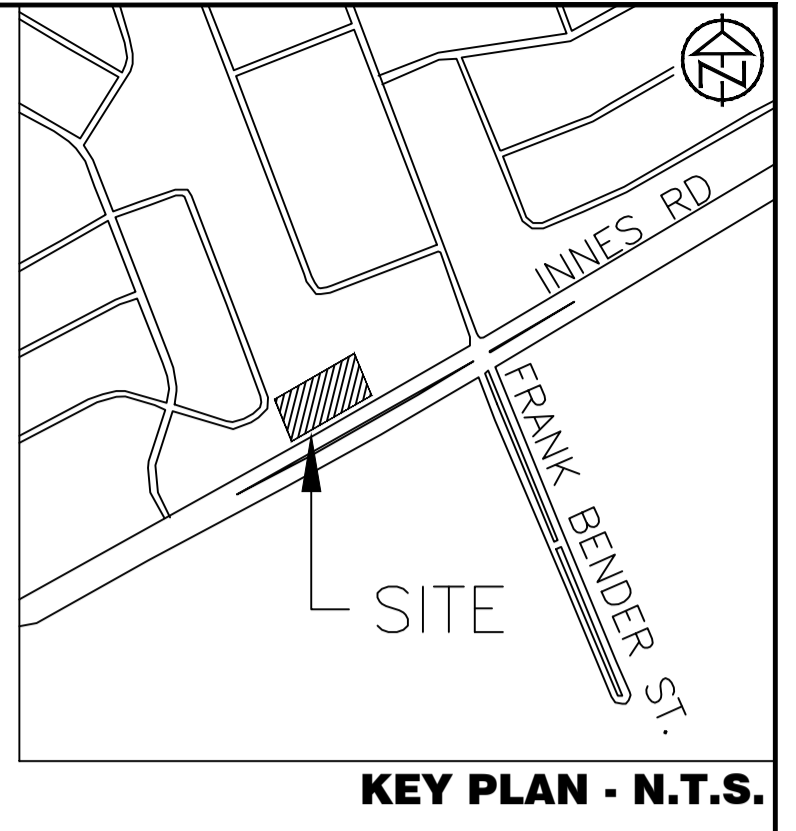 N
INNES RD
FRANK BENDER ST.
SITE
KEY PLAN - N.T.S.